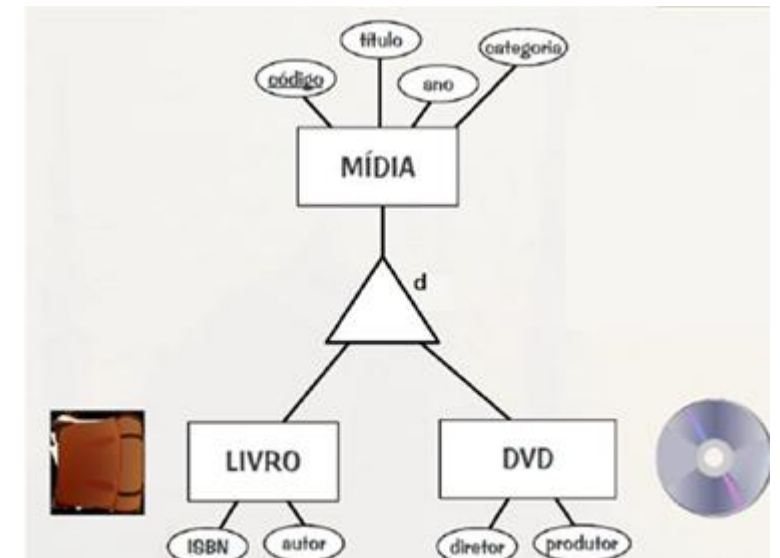 título
categoria
código
ano
MÍDIA
d
LIVRO
DVD
ISBN
autor
diretor
produtor